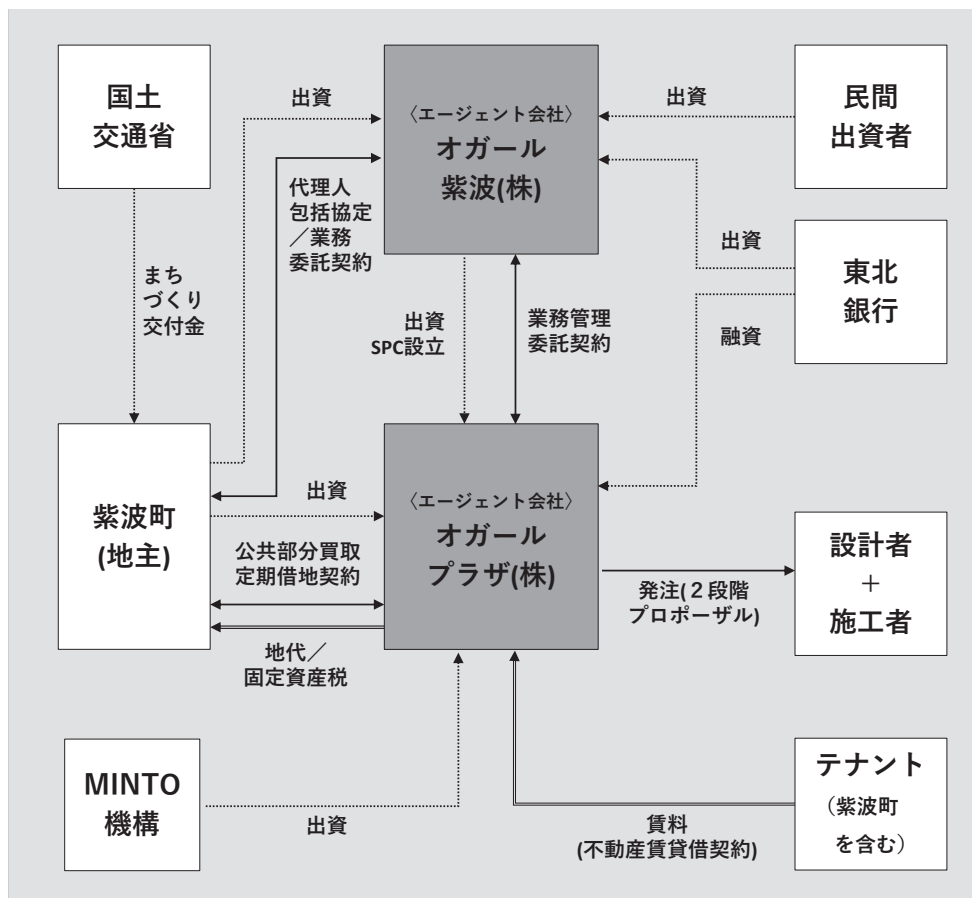 国土
交通省
出資
〈エージェント会社〉
オガール
紫波(株)
出資
民間
出資者
代理人
包括協定
／業務
委託契約
出資
東北
銀行
まち
づくり
交付金
出資
SPC設立
業務管理
委託契約
融資
紫波町
(地主)
出資
〈エージェント会社〉
オガール
プラザ(株)
公共部分買取
定期借地契約
地代／
固定資産税
発注(２段階
プロポーザル)
設計者
＋
施工者
MINTO
機構
出資
賃料
(不動産賃貸借契約)
テナント
（紫波町
を含む）